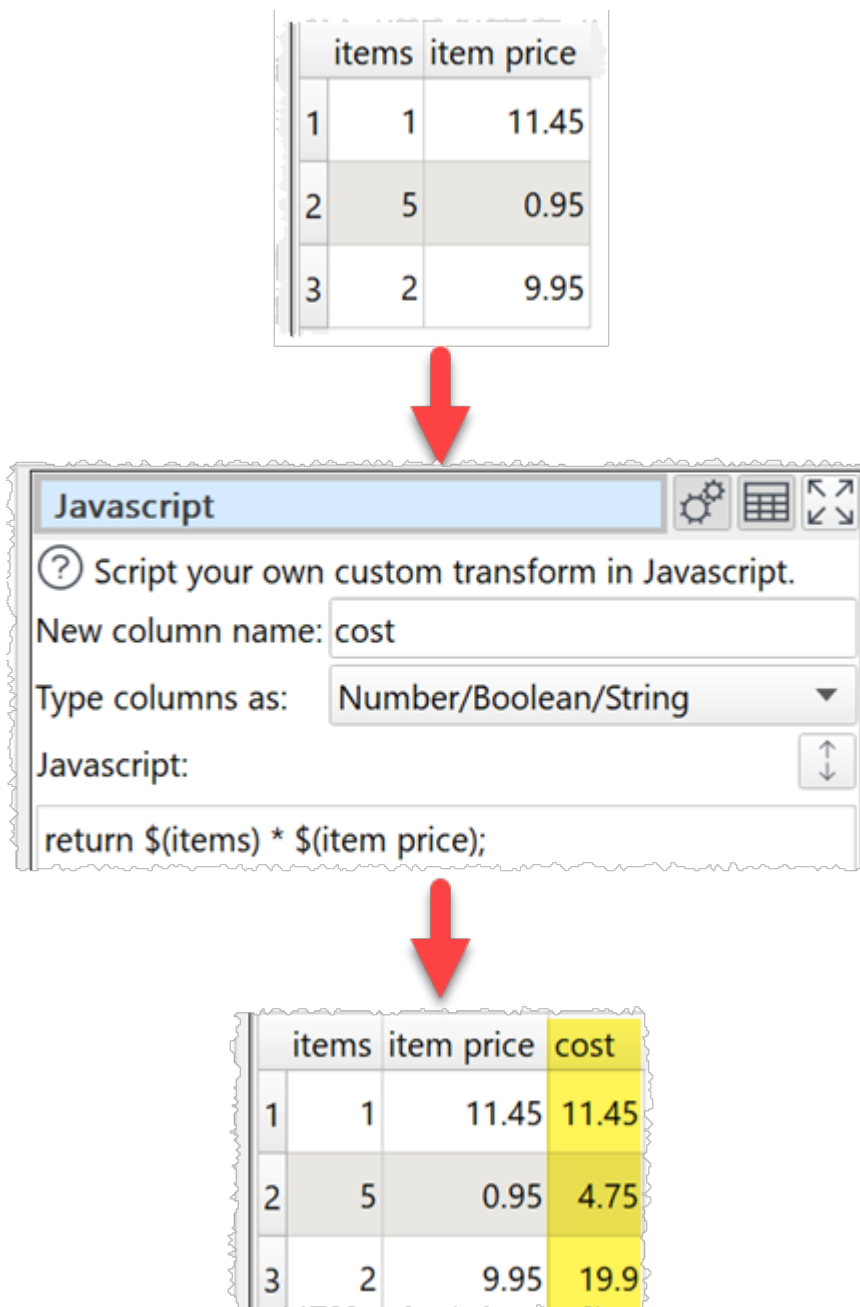 items item price
1 1 11.45
2 5 0.95
3 2 9.95
Javascript
? Script your own custom transform in Javascript.
New column name: cost
Type columns as: Number/Boolean/String
Javascript:
return $(items) * $(item price);
items item price cost
1 1 11.45 11.45
2 5 0.95 4.75
3 2 9.95 19.9